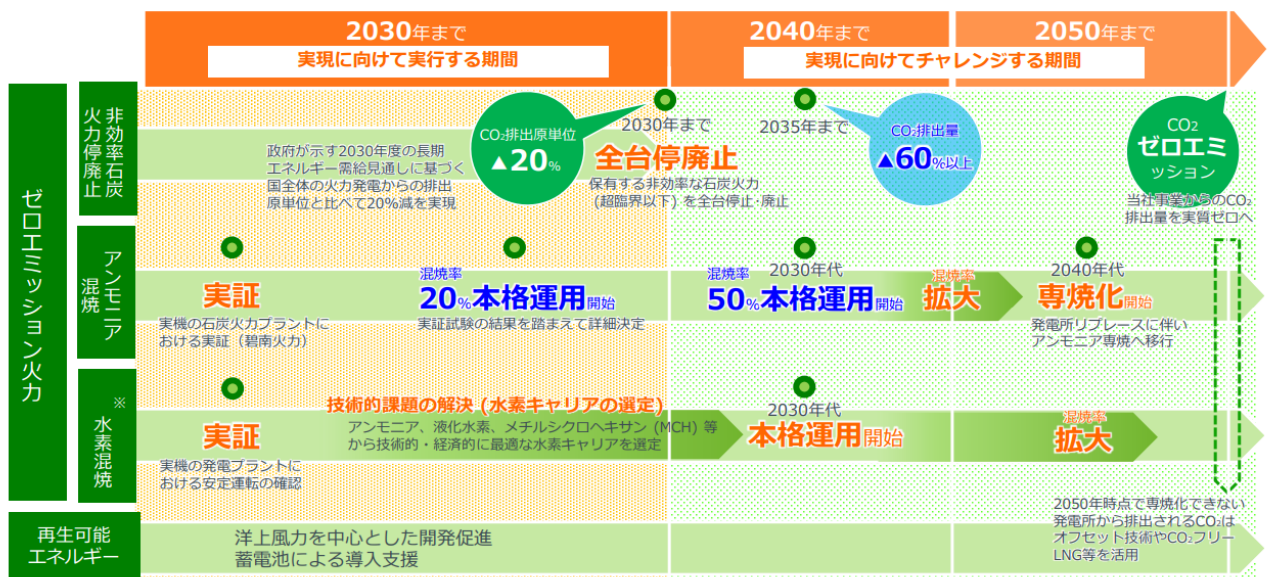 2030年まで
実現に向けて実行する期間
2040年まで
2050年まで
実現に向けてチャレンジする期間
ゼロエミッション火力
非効率石炭
火力停廃止
政府が示す2030年度の長期
エネルギー需給見通しに基づく
国全体の火力発電からの排出
原単位と比べて20%減を実現
CO₂排出原単位
▲20%
2030年まで
全台停廃止
保有する非効率な石炭火力
(超臨界以下) を全台停止・廃止
2035年まで
CO₂排出量
▲60%以上
CO₂
ゼロエミ
ッション
当社事業からのCO₂
排出量を実質ゼロへ
アンモニア
混焼
実証
実機の石炭火力プラントに
おける実証（碧南火力）
混焼率
20%本格運用開始
実証試験の結果を踏まえて詳細決定
2030年代
混焼率
50%本格運用開始
混焼率
拡大
2040年代
専焼化開始
発電所リプレースに伴い
アンモニア専焼へ移行
※
水素混焼
実証
実機の発電プラントに
おける安定運転の確認
技術的課題の解決 (水素キャリアの選定)
アンモニア、液化水素、メチルシクロヘキサン（MCH）等
から技術的・経済的に最適な水素キャリアを選定
2030年代
本格運用開始
混焼率
拡大
2050年時点で専焼化できない
発電所から排出されるCO₂は
オフセット技術やCO₂フリー
LNG等を活用
再生可能
エネルギー
洋上風力を中心とした開発促進
蓄電池による導入支援